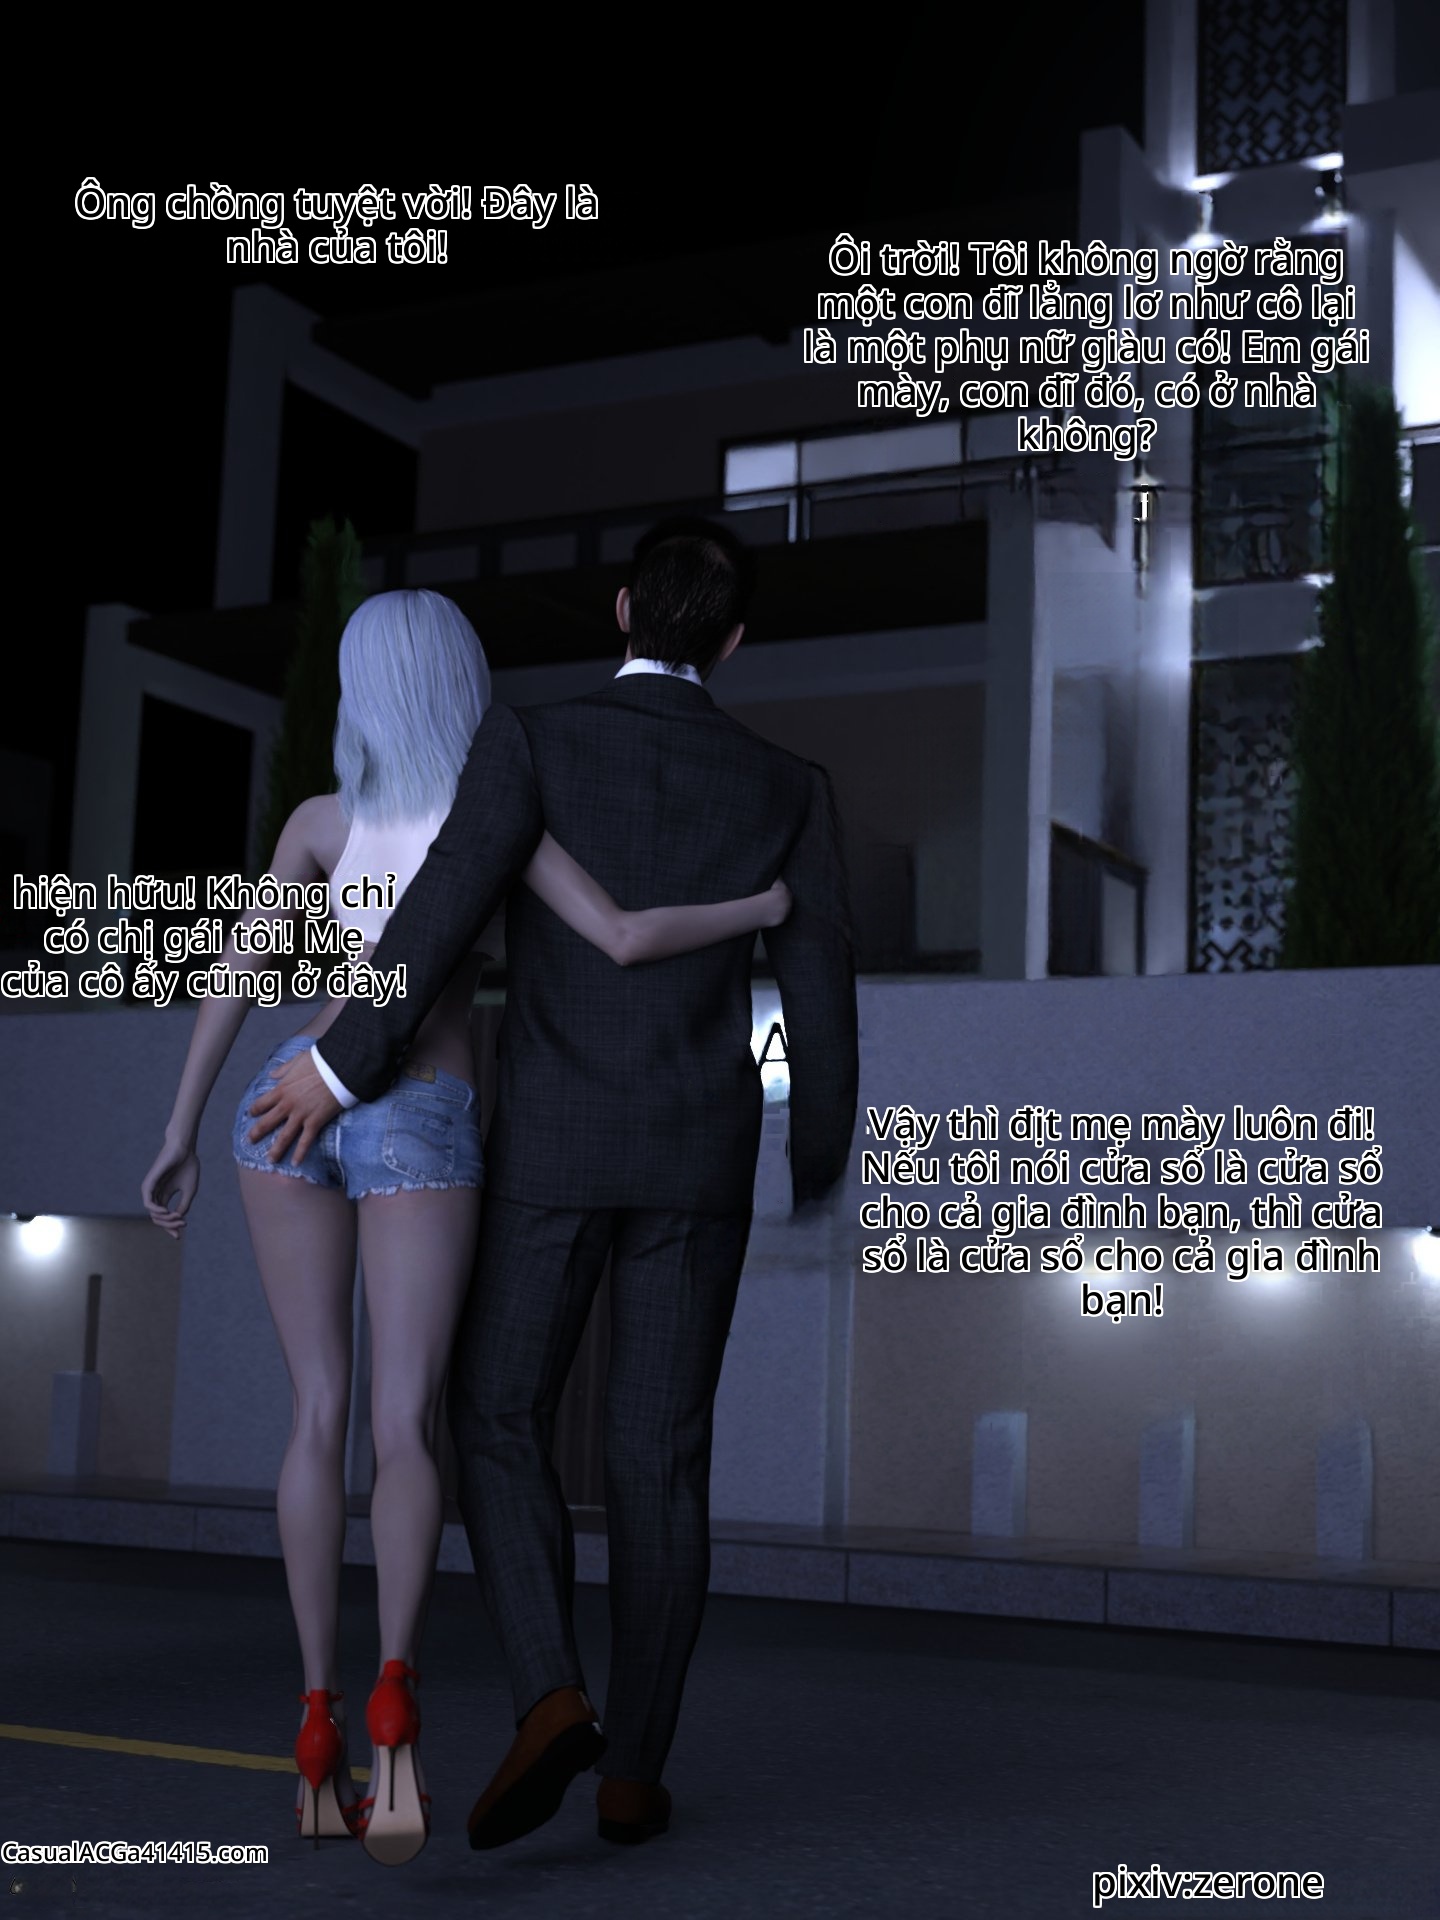 Ông chồng tuyệt vời! Đây là
nhà của tôi!
Ôi trời! Tôi không ngờ rằng
một con đĩ lẳng lơ như cô lại
là một phụ nữ giàu có! Em gái
mày, con đĩ đó, có ở nhà
không?
hiện hữu! Không chỉ
có chị gái tôi! Mẹ
của cô ấy cũng ở đây!
Vậy thì địt mẹ mày luôn đi!
Nếu tôi nói cửa sổ là cửa sổ
cho cả gia đình bạn, thì cửa
sổ là cửa sổ cho cả gia đình
bạn!
CasualACGa41415.com
pixiv:zerone